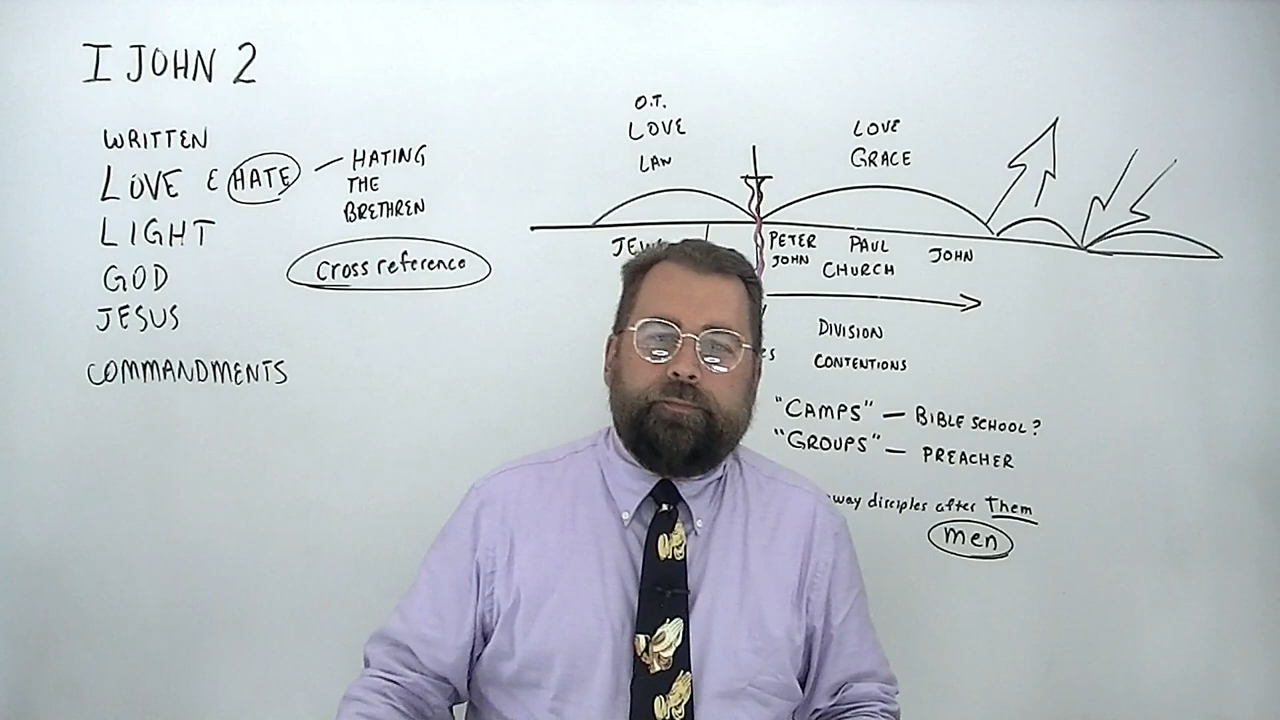 I JOHN 2
WRITTEN
LOVE & HATE — HATING
THE
BRETHREN
LIGHT
GOD
JESUS
COMMANDMENTS
Cross reference
O.T.
LOVE
LAW
LOVE
GRACE
PETER
JOHN
PAUL
CHURCH
JOHN
DIVISION
CONTENTIONS
"CAMPS" — BIBLE SCHOOL?
"GROUPS" — PREACHER
disciples after Them
men